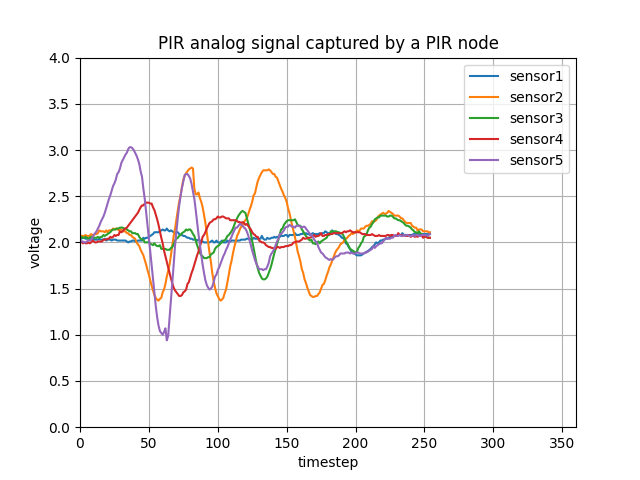 PIR analog signal captured by a PIR node
4.0
3.5
3.0
2.5
2.0
1.5
1.0
0.5
0.0
voltage
sensor1
sensor2
sensor3
sensor4
sensor5
0 50 100 150 200 250 300 350
timestep